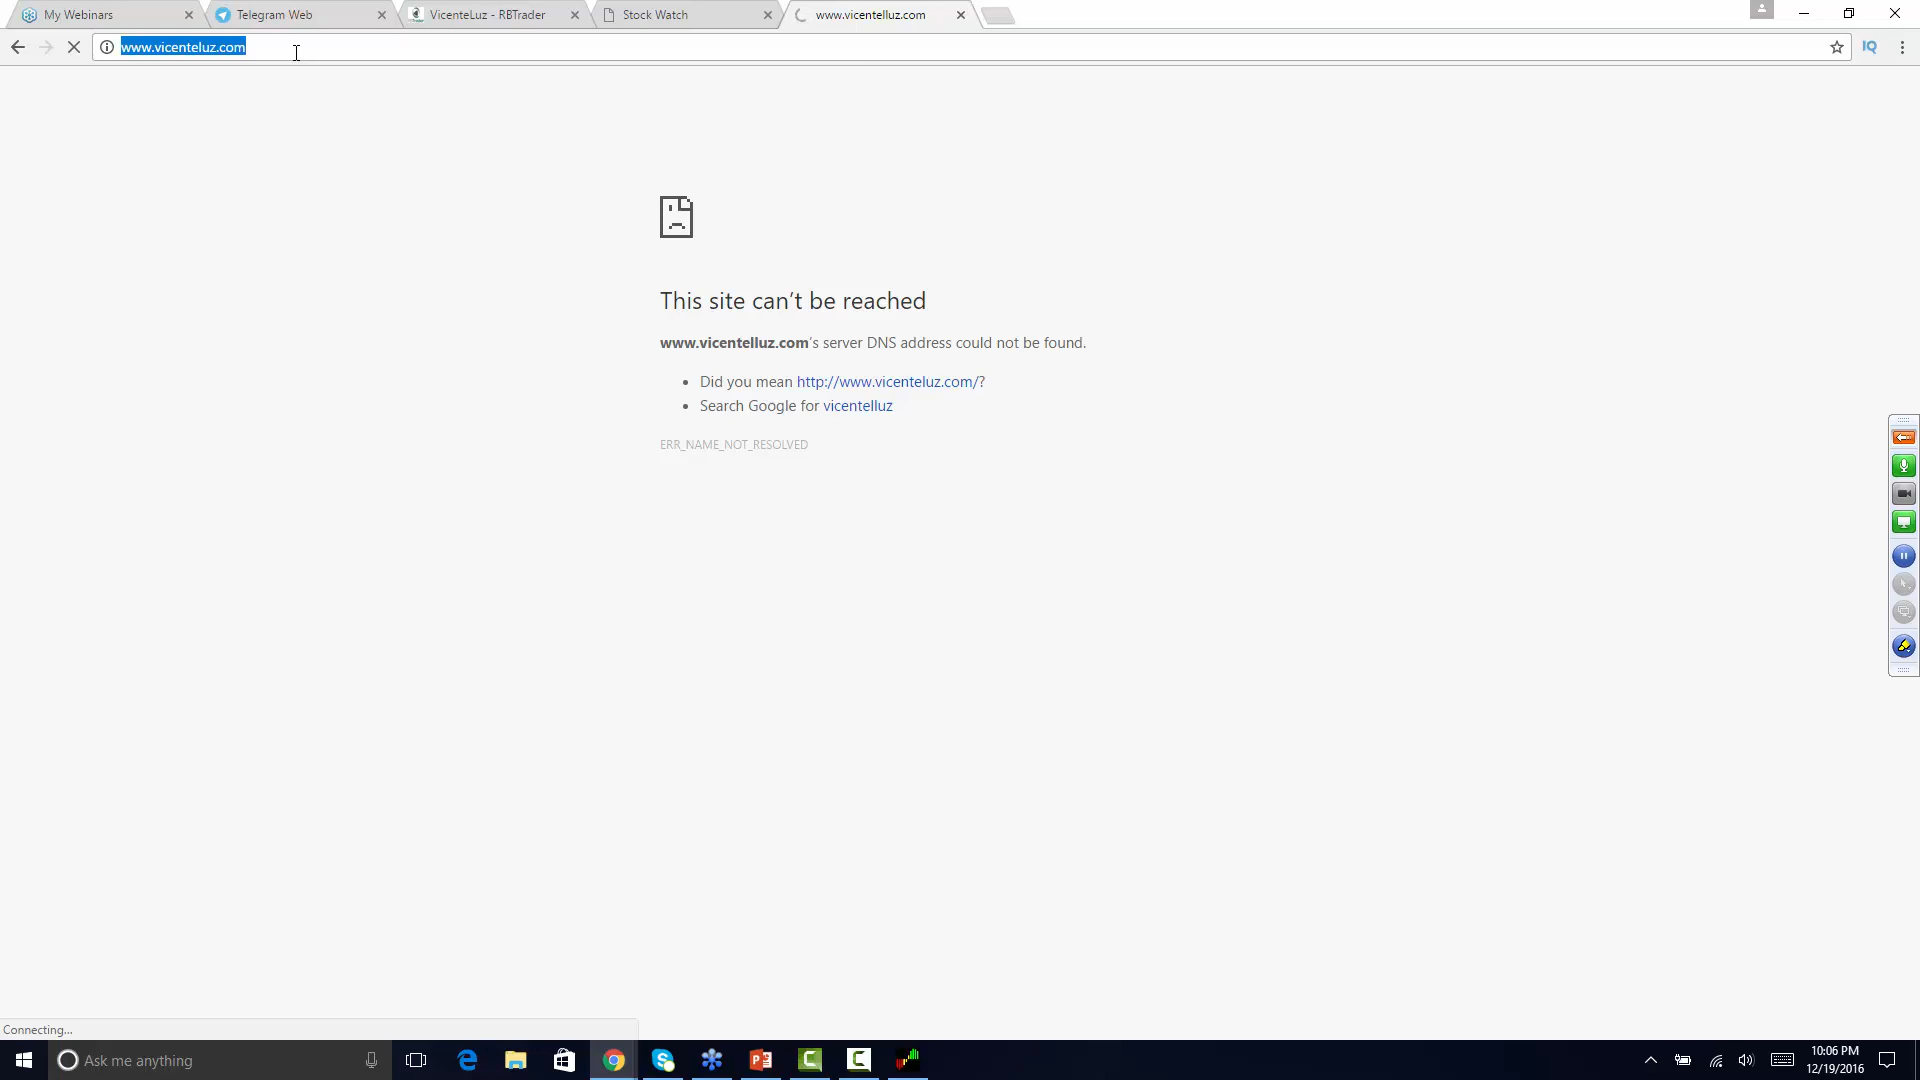 My Webinars
Telegram Web
VicenteLuz - RBTrader
Stock Watch
www.vicentelluz.com
www.vicenteluz.com
IQ
This site can't be reached
www.vicentelluz.com's server DNS address could not be found.
Did you mean http://www.vicenteluz.com/?
Search Google for vicentelluz
ERR_NAME_NOT_RESOLVED
Connecting...
Ask me anything
10:06 PM
12/19/2016